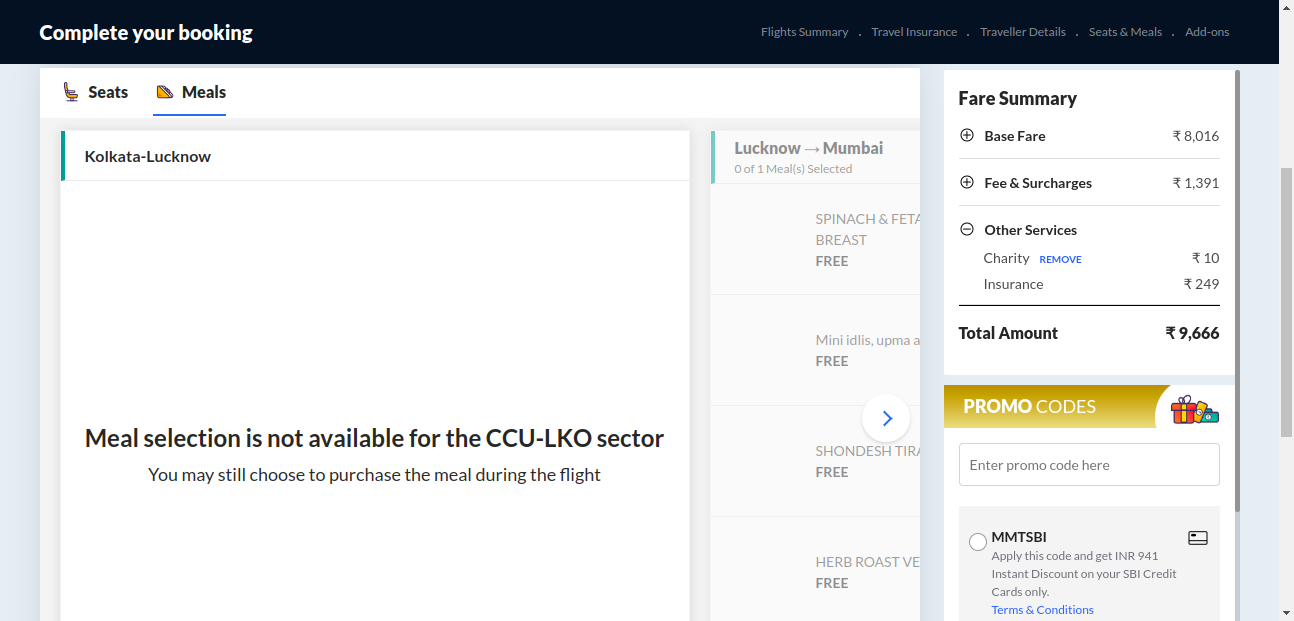 Complete your booking
Flights Summary . Travel Insurance . Traveller Details . Seats & Meals . Add-ons
Seats Meals
Kolkata-Lucknow
Meal selection is not available for the CCU-LKO sector
You may still choose to purchase the meal during the flight
Lucknow → Mumbai
0 of 1 Meal(s) Selected
SPINACH & FETA
BREAST
FREE
Mini idlis, upma a
FREE
SHONDESH TIRA
FREE
HERB ROAST VE
FREE
Fare Summary
Base Fare ₹ 8,016
Fee & Surcharges ₹ 1,391
Other Services
Charity REMOVE ₹ 10
Insurance ₹ 249
Total Amount ₹ 9,666
PROMO CODES
Enter promo code here
MMTSBI
Apply this code and get INR 941
Instant Discount on your SBI Credit
Cards only.
Terms & Conditions